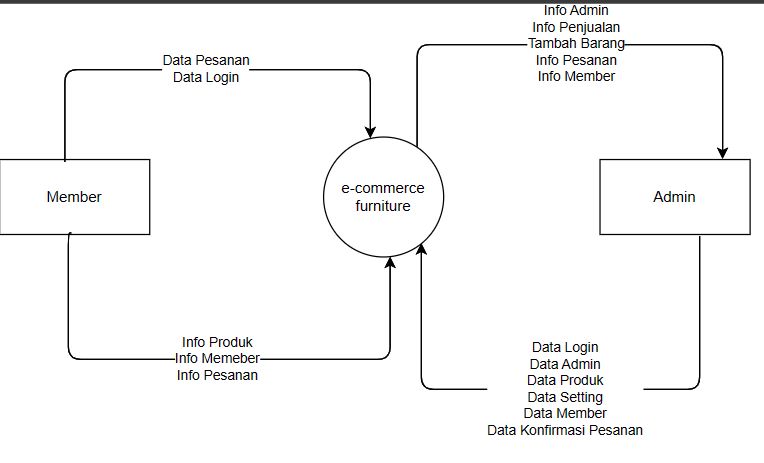 Info Admin
Info Penjualan
Tambah Barang
Info Pesanan
Info Member
Data Pesanan
Data Login
Member
e-commerce
furniture
Admin
Info Produk
Info Memeber
Info Pesanan
Data Login
Data Admin
Data Produk
Data Setting
Data Member
Data Konfirmasi Pesanan